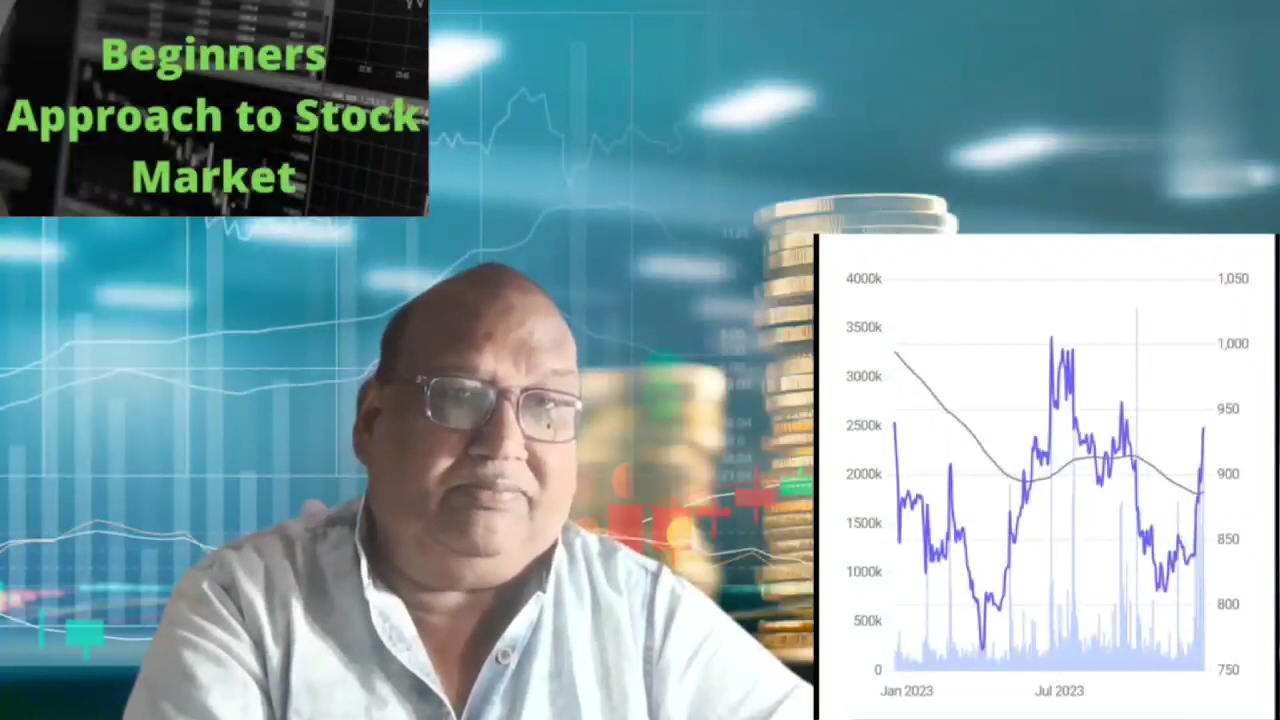 Beginners
Approach to Stock
Market
4000k
1,050
3500k
1,000
3000k
950
2500k
2000k
900
1500k
850
1000k
800
500k
0
750
Jan 2023
Jul 2023